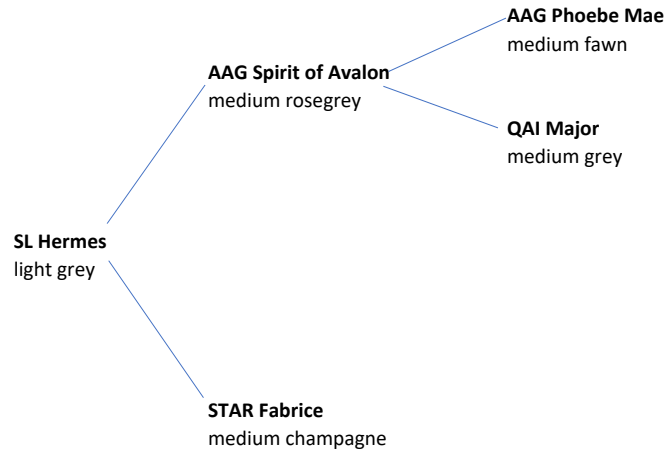 AAG Phoebe Mae
medium fawn
AAG Spirit of Avalon
medium rosegrey
QAI Major
medium grey
SL Hermes
light grey
STAR Fabrice
medium champagne